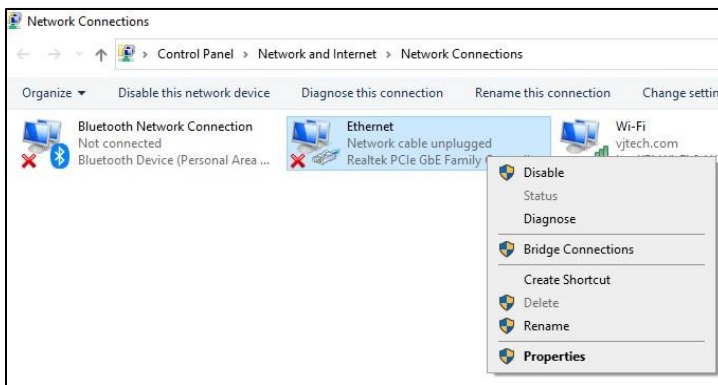 Network Connections
Control Panel > Network and Internet > Network Connections
Organize Disable this network device Diagnose this connection Rename this connection Change settin
Bluetooth Network Connection
Not connected
Bluetooth Device (Personal Area ...
Ethernet
Network cable unplugged
Realtek PCIe GbE Family
Wi-Fi
vjtech.com
Disable
Status
Diagnose
Bridge Connections
Create Shortcut
Delete
Rename
Properties